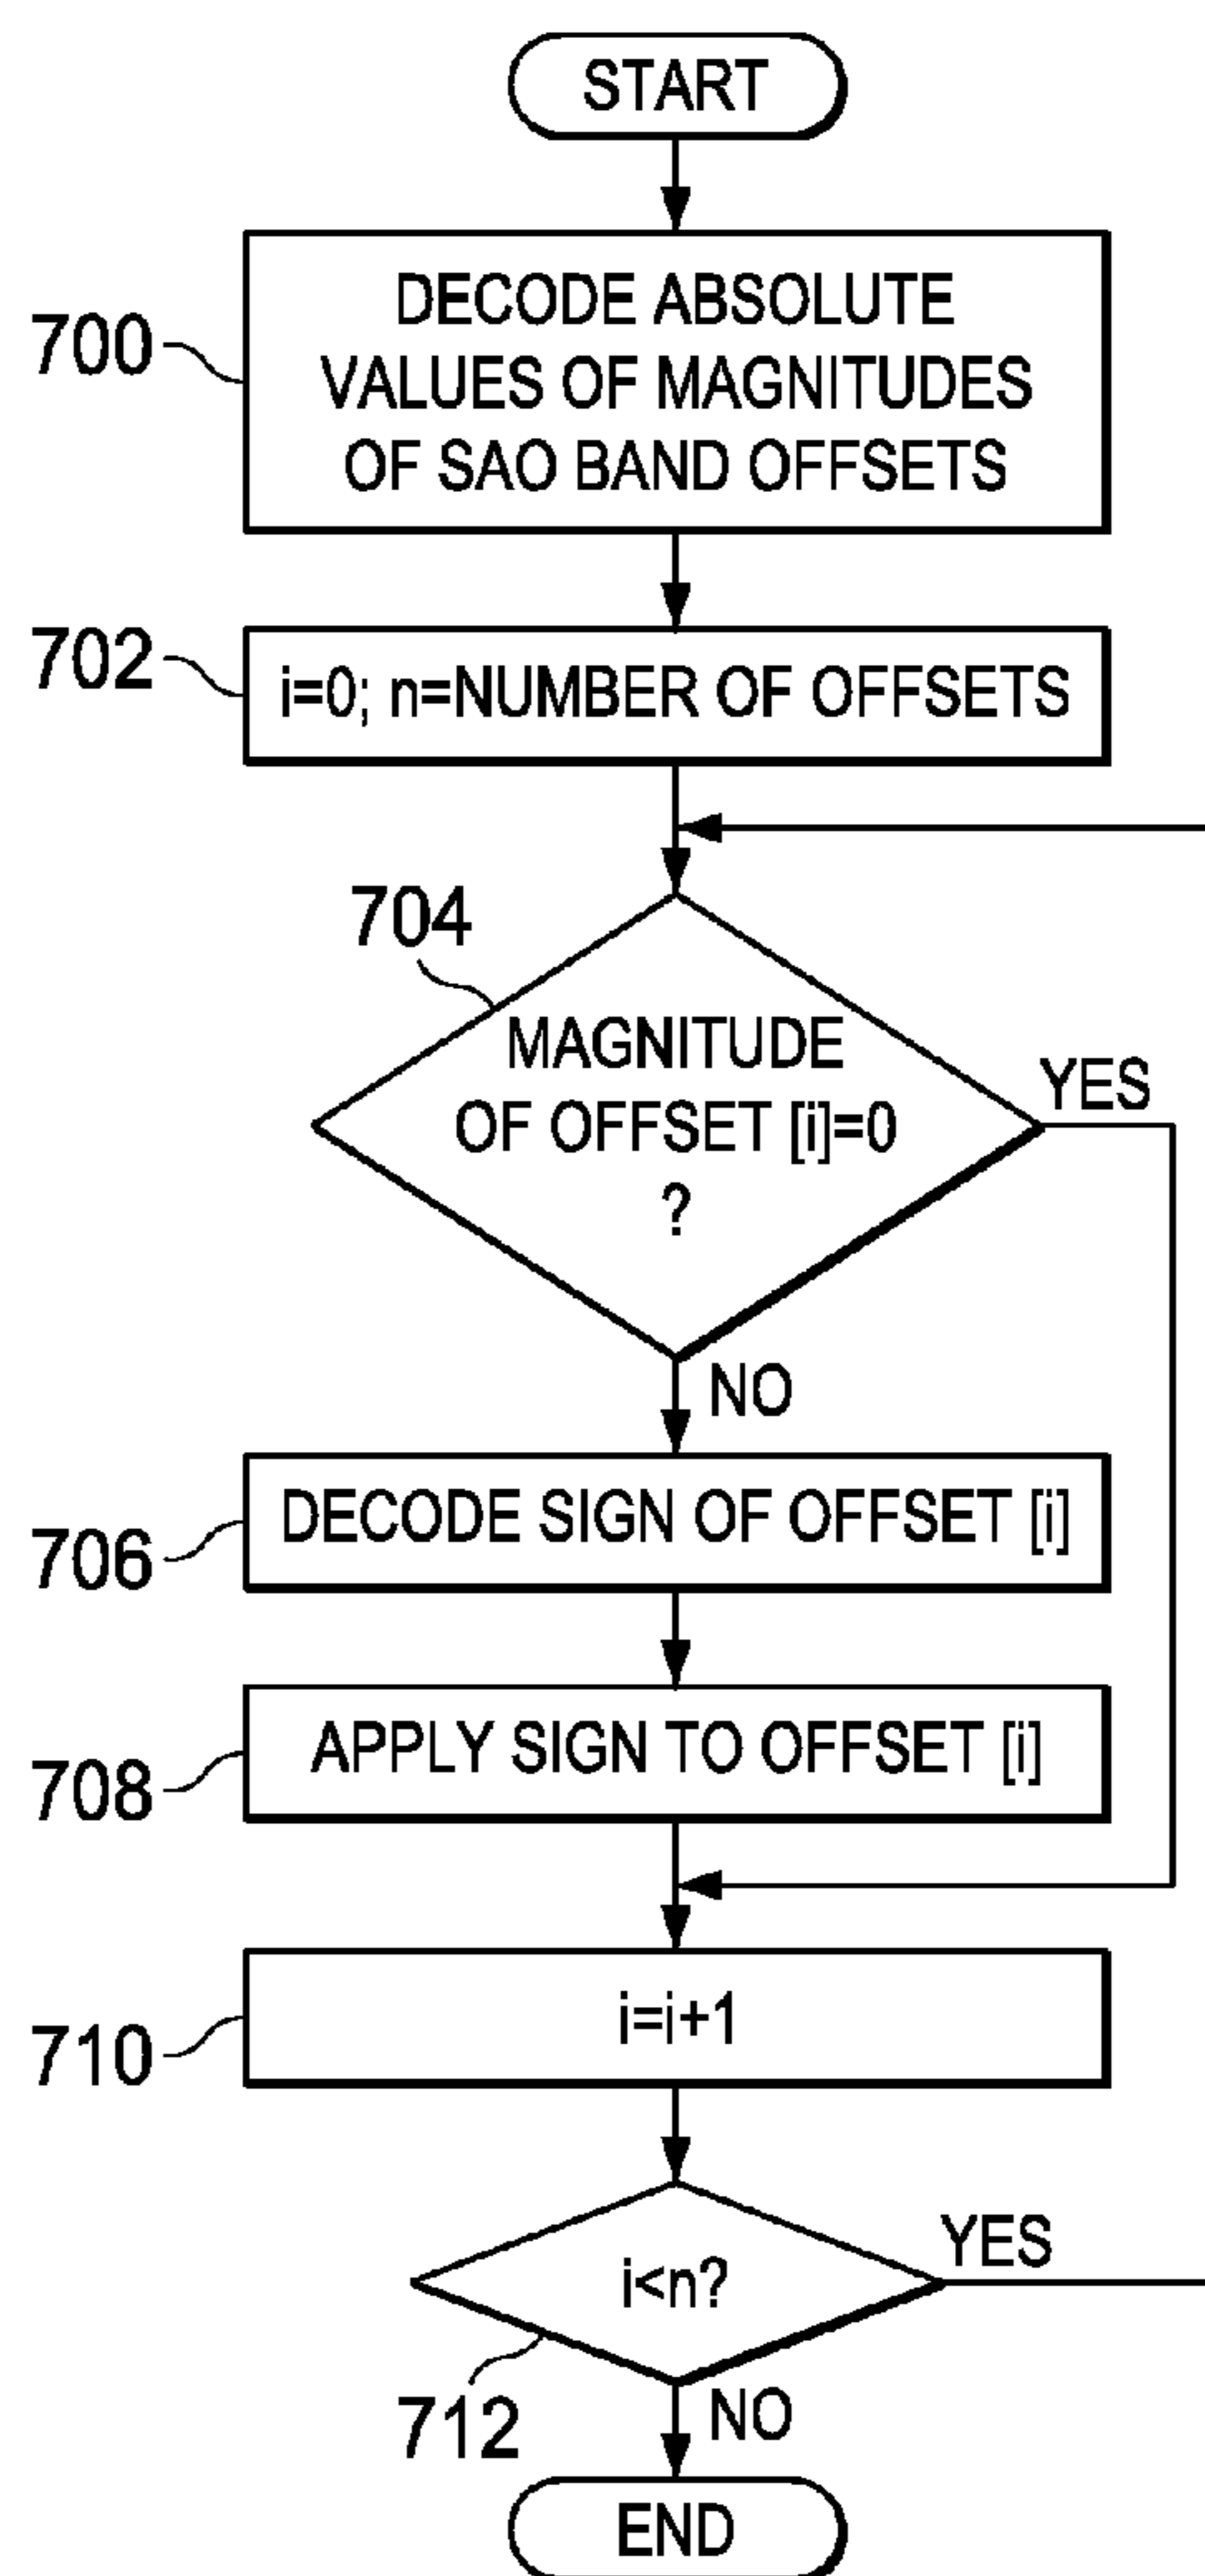 START
700
DECODE ABSOLUTE
VALUES OF MAGNITUDES
OF SAO BAND OFFSETS
702
i=0; n=NUMBER OF OFFSETS
704
MAGNITUDE
OF OFFSET [i]=0
?
YES
NO
706
DECODE SIGN OF OFFSET [i]
708
APPLY SIGN TO OFFSET [i]
710
i=i+1
i<n?
YES
712
NO
END